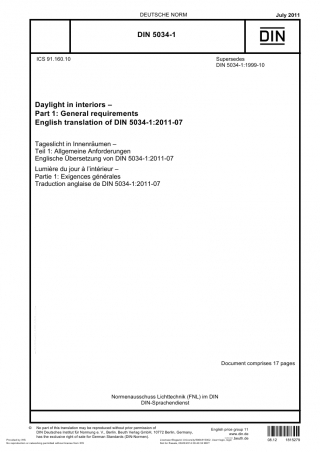 DEUTSCHE NORM
July 2011
DIN 5034-1
DIN
ICS 91.160.10
Supersedes
DIN 5034-1:1999-10
Daylight in interiors –
Part 1: General requirements
English translation of DIN 5034-1:2011-07
Tageslicht in Innenräumen –
Teil 1: Allgemeine Anforderungen
Englische Übersetzung von DIN 5034-1:2011-07
Lumière du jour à l'intérieur –
Partie 1: Exigences générales
Traduction anglaise de DIN 5034-1:2011-07
Document comprises 17 pages
Normenausschuss Lichttechnik (FNL) im DIN
DIN-Sprachendienst
© No part of this translation may be reproduced without prior permission of
DIN Deutsches Institut für Normung e. V., Berlin. Beuth Verlag GmbH, 10772 Berlin, Germany,
has the exclusive right of sale for German Standards (DIN-Normen).
English price group 11
www.din.de
www.beuth.de
08.12